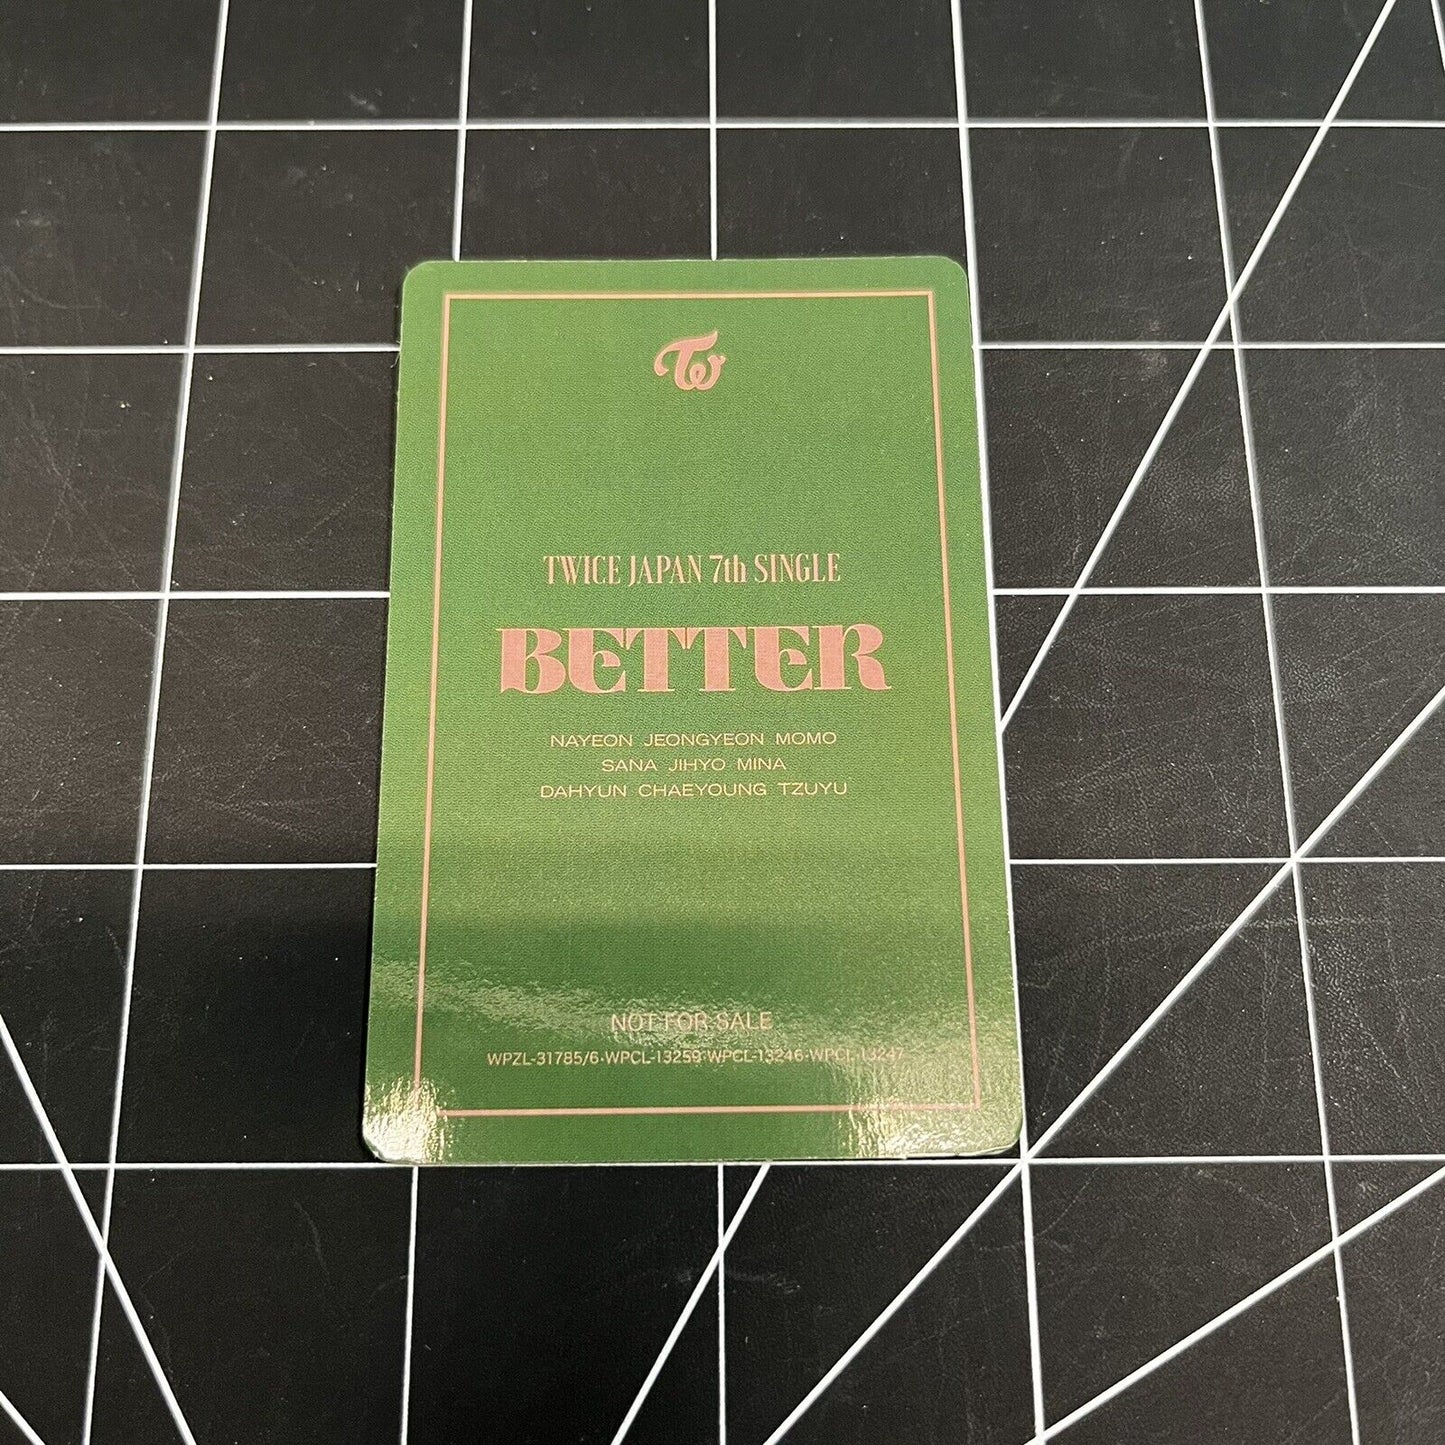 TW
TWICE JAPAN 7th SINGLE
BETTER
NAYEON JEONGYEON MOMO
SANA JIHYO MINA
DAHYUN CHAEYOUNG TZUYU
NOT FOR SALE
WPZL-31785/6·WPCL-13259·WPCL-13246·WPCL-13247